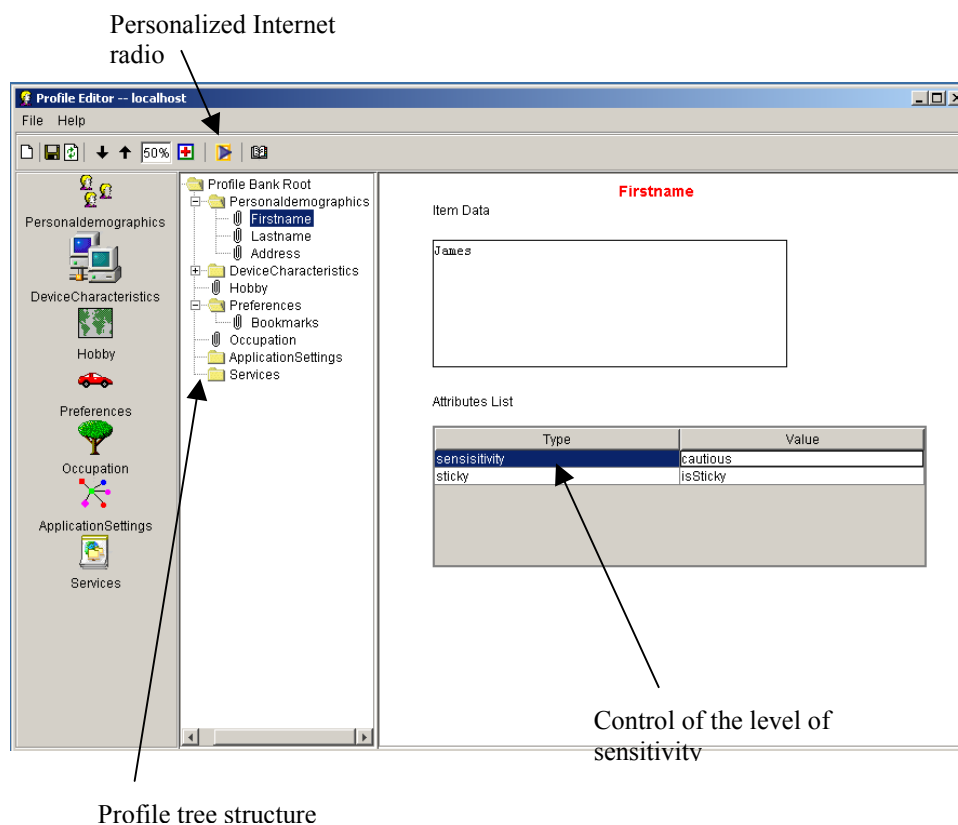 Personalized Internet
radio
Profile Editor -- localhost
File Help
50%
Personaldemographics
DeviceCharacteristics
Hobby
Preferences
Occupation
ApplicationSettings
Services
Profile Bank Root
Personaldemographics
Firstname
Lastname
Address
DeviceCharacteristics
Hobby
Preferences
Bookmarks
Occupation
ApplicationSettings
Services
Firstname
Item Data
James
Attributes List
Type Value
sensisitivity cautious
sticky isSticky
Control of the level of
sensitivity
Profile tree structure